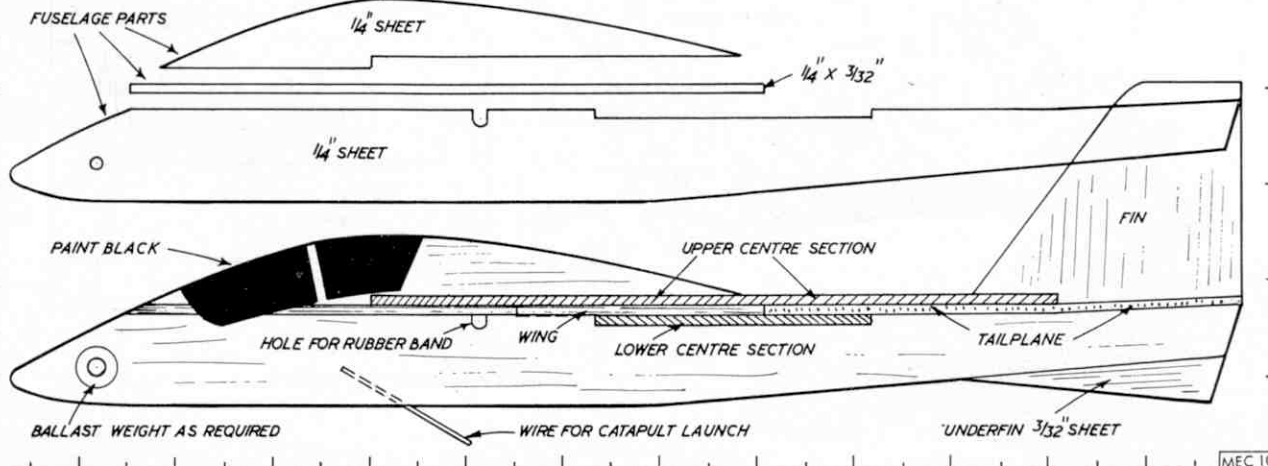 FUSELAGE PARTS
1/4" SHEET
1/4" X 3/32"
1/4" SHEET
FIN
PAINT BLACK
UPPER CENTRE SECTION
HOLE FOR RUBBER BAND
WING
LOWER CENTRE SECTION
TAILPLANE
BALLAST WEIGHT AS REQUIRED
WIRE FOR CATAPULT LAUNCH
UNDERFIN 3/32" SHEET
MEC 19